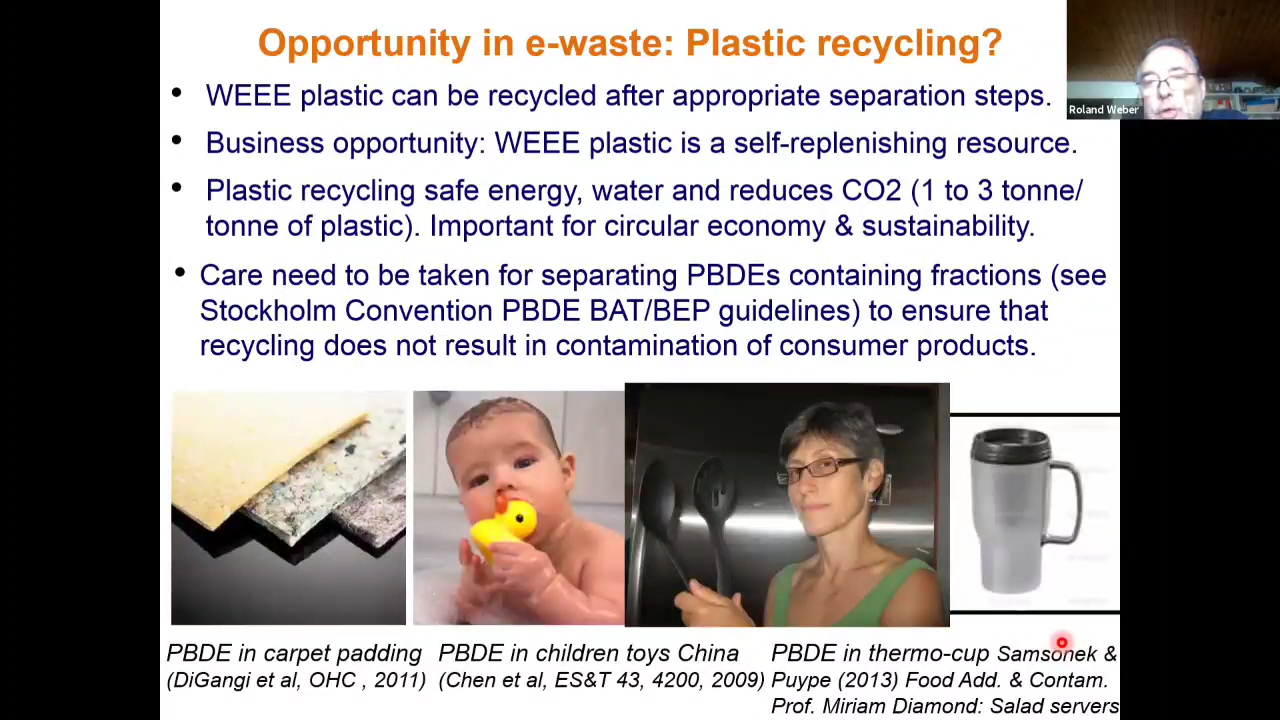 Opportunity in e-waste: Plastic recycling?
Roland Weber
• WEEE plastic can be recycled after appropriate separation steps.
• Business opportunity: WEEE plastic is a self-replenishing resource.
• Plastic recycling safe energy, water and reduces CO2 (1 to 3 tonne/
tonne of plastic). Important for circular economy & sustainability.
• Care need to be taken for separating PBDEs containing fractions (see
Stockholm Convention PBDE BAT/BEP guidelines) to ensure that
recycling does not result in contamination of consumer products.
PBDE in carpet padding
(DiGangi et al, OHC , 2011)
PBDE in children toys China
(Chen et al, ES&T 43, 4200, 2009)
PBDE in thermo-cup Samsonek &
Puype (2013) Food Add. & Contam.
Prof. Miriam Diamond: Salad servers